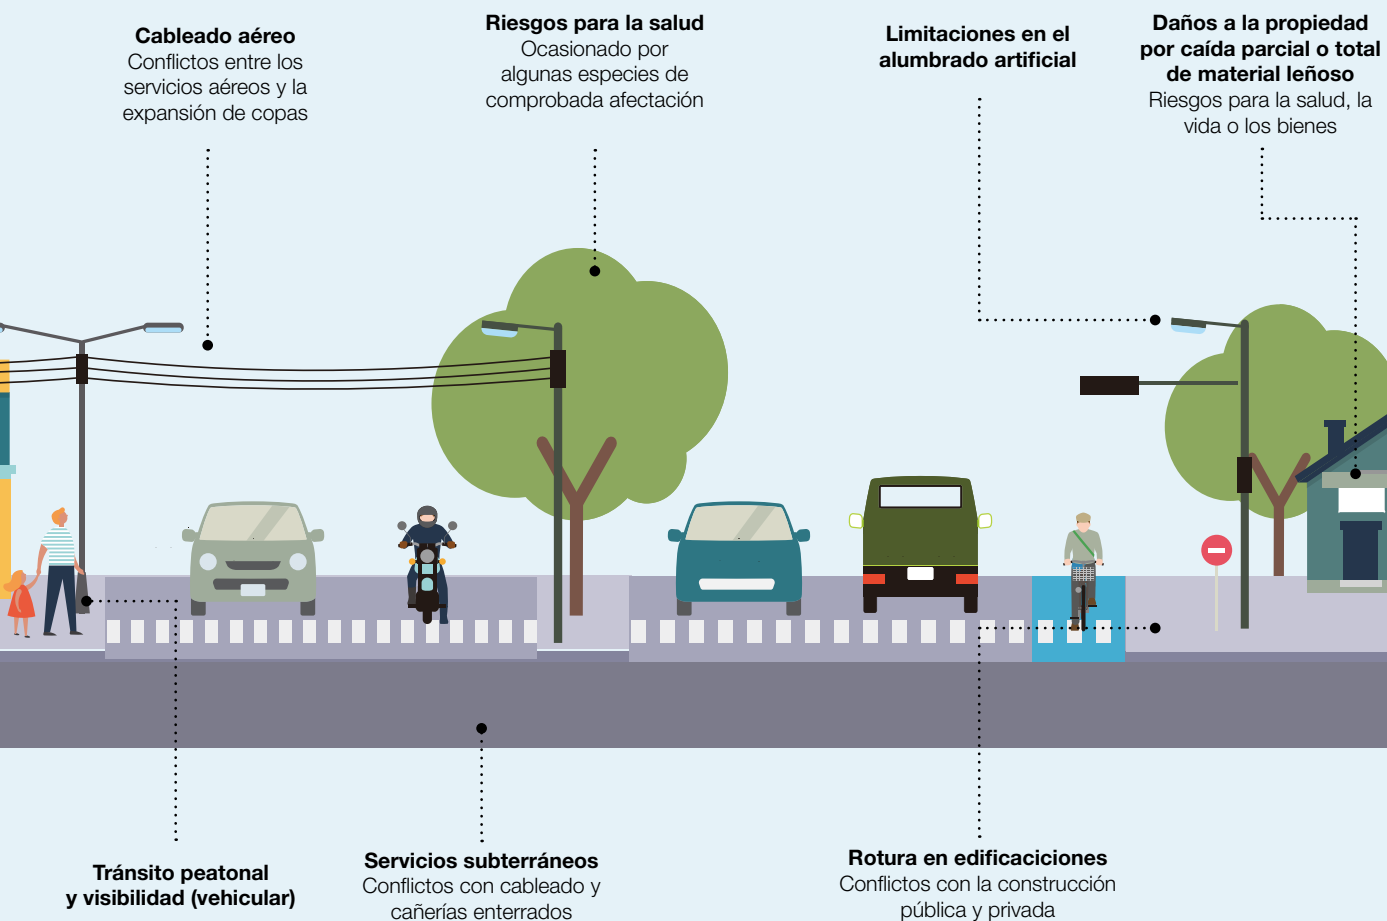 Cableado aéreo
Conflictos entre los
servicios aéreos y la
expansión de copas
Riesgos para la salud
Ocasionado por
algunas especies de
comprobada afectación
Limitaciones en el
alumbrado artificial
Daños a la propiedad
por caída parcial o total
de material leñoso
Riesgos para la salud, la
vida o los bienes
Tránsito peatonal
y visibilidad (vehicular)
Servicios subterráneos
Conflictos con cableado y
cañerías enterrados
Rotura en edificaciciones
Conflictos con la construcción
pública y privada